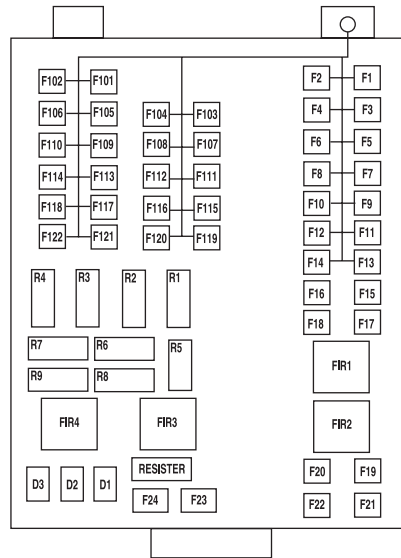 F102 F101
F2 F1
F106 F105
F104 F103
F4 F3
F110 F109
F108 F107
F6 F5
F114 F113
F112 F111
F8 F7
F118 F117
F116 F115
F10 F9
F122 F121
F120 F119
F12 F11
F14 F13
R4 R3 R2 R1
F16 F15
F18 F17
R7 R6
R5
FIR1
R9 R8
FIR4 FIR3
FIR2
RESISTER
F20 F19
D3 D2 D1
F24 F23
F22 F21